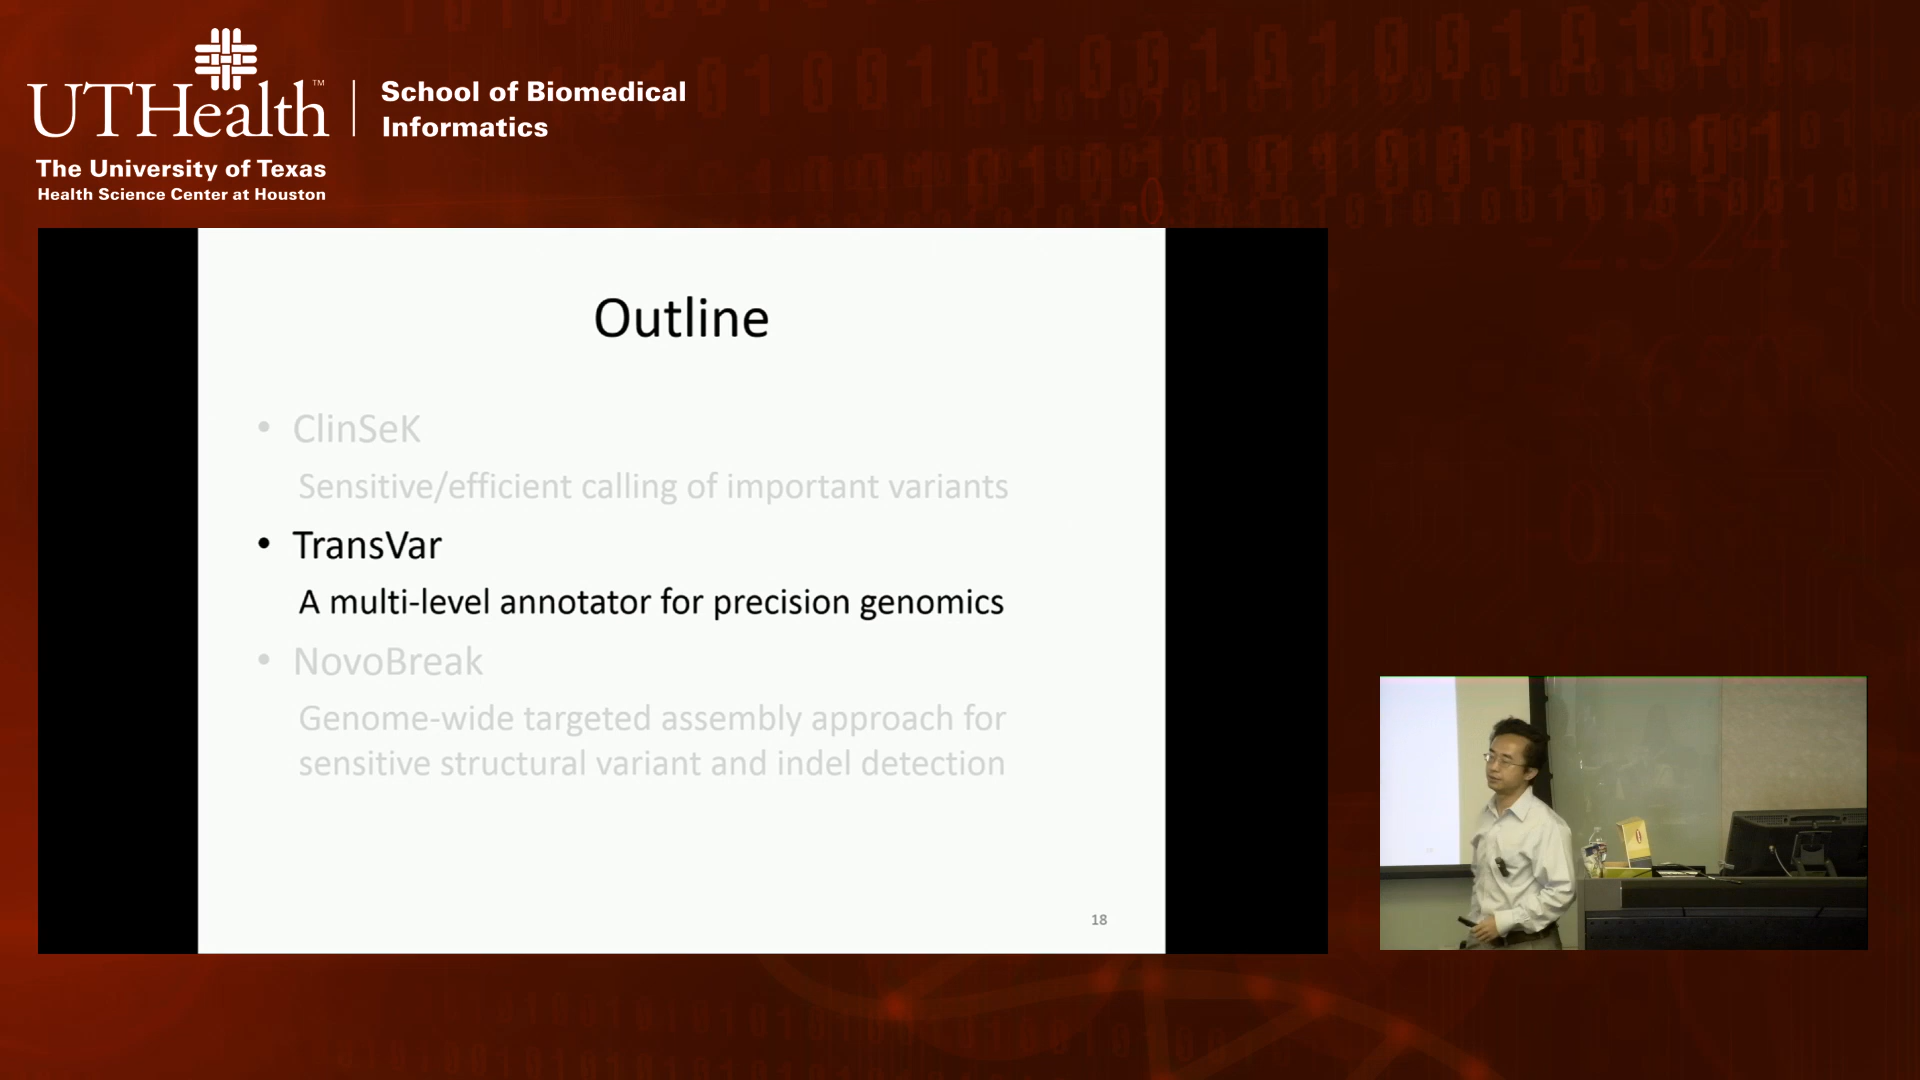 UTHealth™
School of Biomedical
Informatics
The University of Texas
Health Science Center at Houston
Outline
• ClinSeK
Sensitive/efficient calling of important variants
• TransVar
A multi-level annotator for precision genomics
• NovoBreak
Genome-wide targeted assembly approach for
sensitive structural variant and indel detection
18